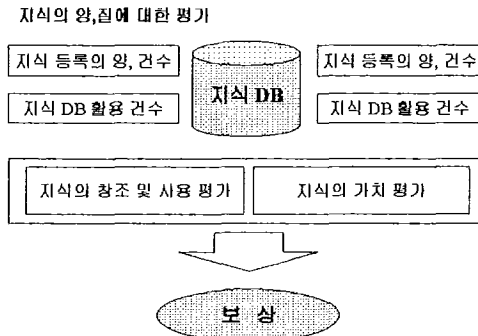 지식의 양,질에 대한 평가
지식 등록의 양, 건수
지식 DB 활용 건수
지식 DB
지식 등록의 양, 건수
지식 DB 활용 건수
지식의 창조 및 사용 평가
지식의 가치 평가
보 상